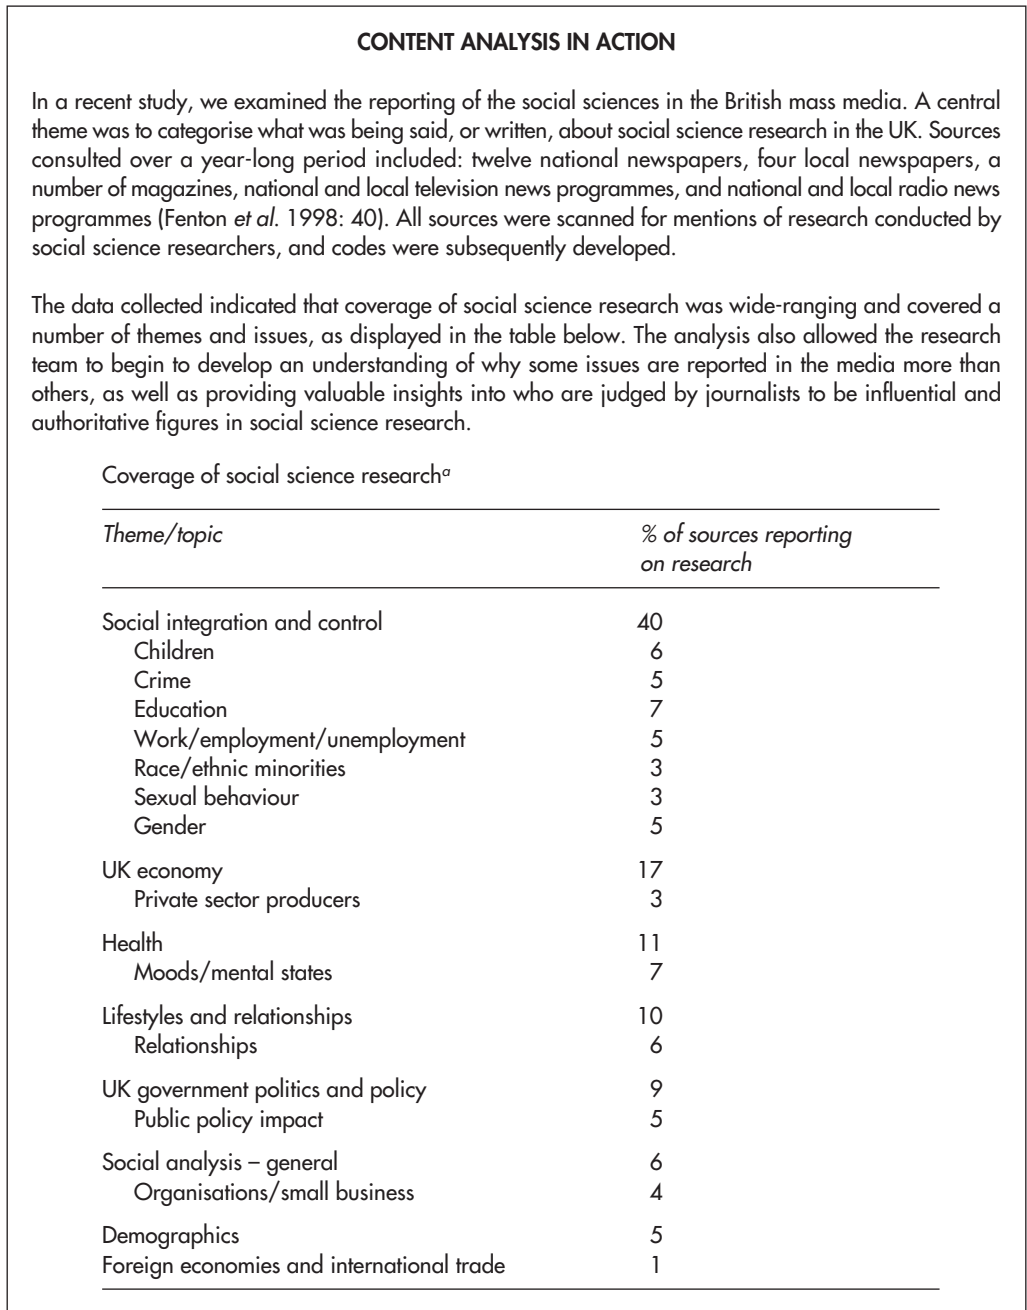 CONTENT ANALYSIS IN ACTION
In a recent study, we examined the reporting of the social sciences in the British mass media. A central
theme was to categorise what was being said, or written, about social science research in the UK. Sources
consulted over a year-long period included: twelve national newspapers, four local newspapers, a
number of magazines, national and local television news programmes, and national and local radio news
programmes (Fenton et al. 1998: 40). All sources were scanned for mentions of research conducted by
social science researchers, and codes were subsequently developed.
The data collected indicated that coverage of social science research was wide-ranging and covered a
number of themes and issues, as displayed in the table below. The analysis also allowed the research
team to begin to develop an understanding of why some issues are reported in the media more than
others, as well as providing valuable insights into who are judged by journalists to be influential and
authoritative figures in social science research.
Coverage of social science researchᵃ
Theme/topic % of sources reporting
on research
Social integration and control 40
Children 6
Crime 5
Education 7
Work/employment/unemployment 5
Race/ethnic minorities 3
Sexual behaviour 3
Gender 5
UK economy 17
Private sector producers 3
Health 11
Moods/mental states 7
Lifestyles and relationships 10
Relationships 6
UK government politics and policy 9
Public policy impact 5
Social analysis – general 6
Organisations/small business 4
Demographics 5
Foreign economies and international trade 1